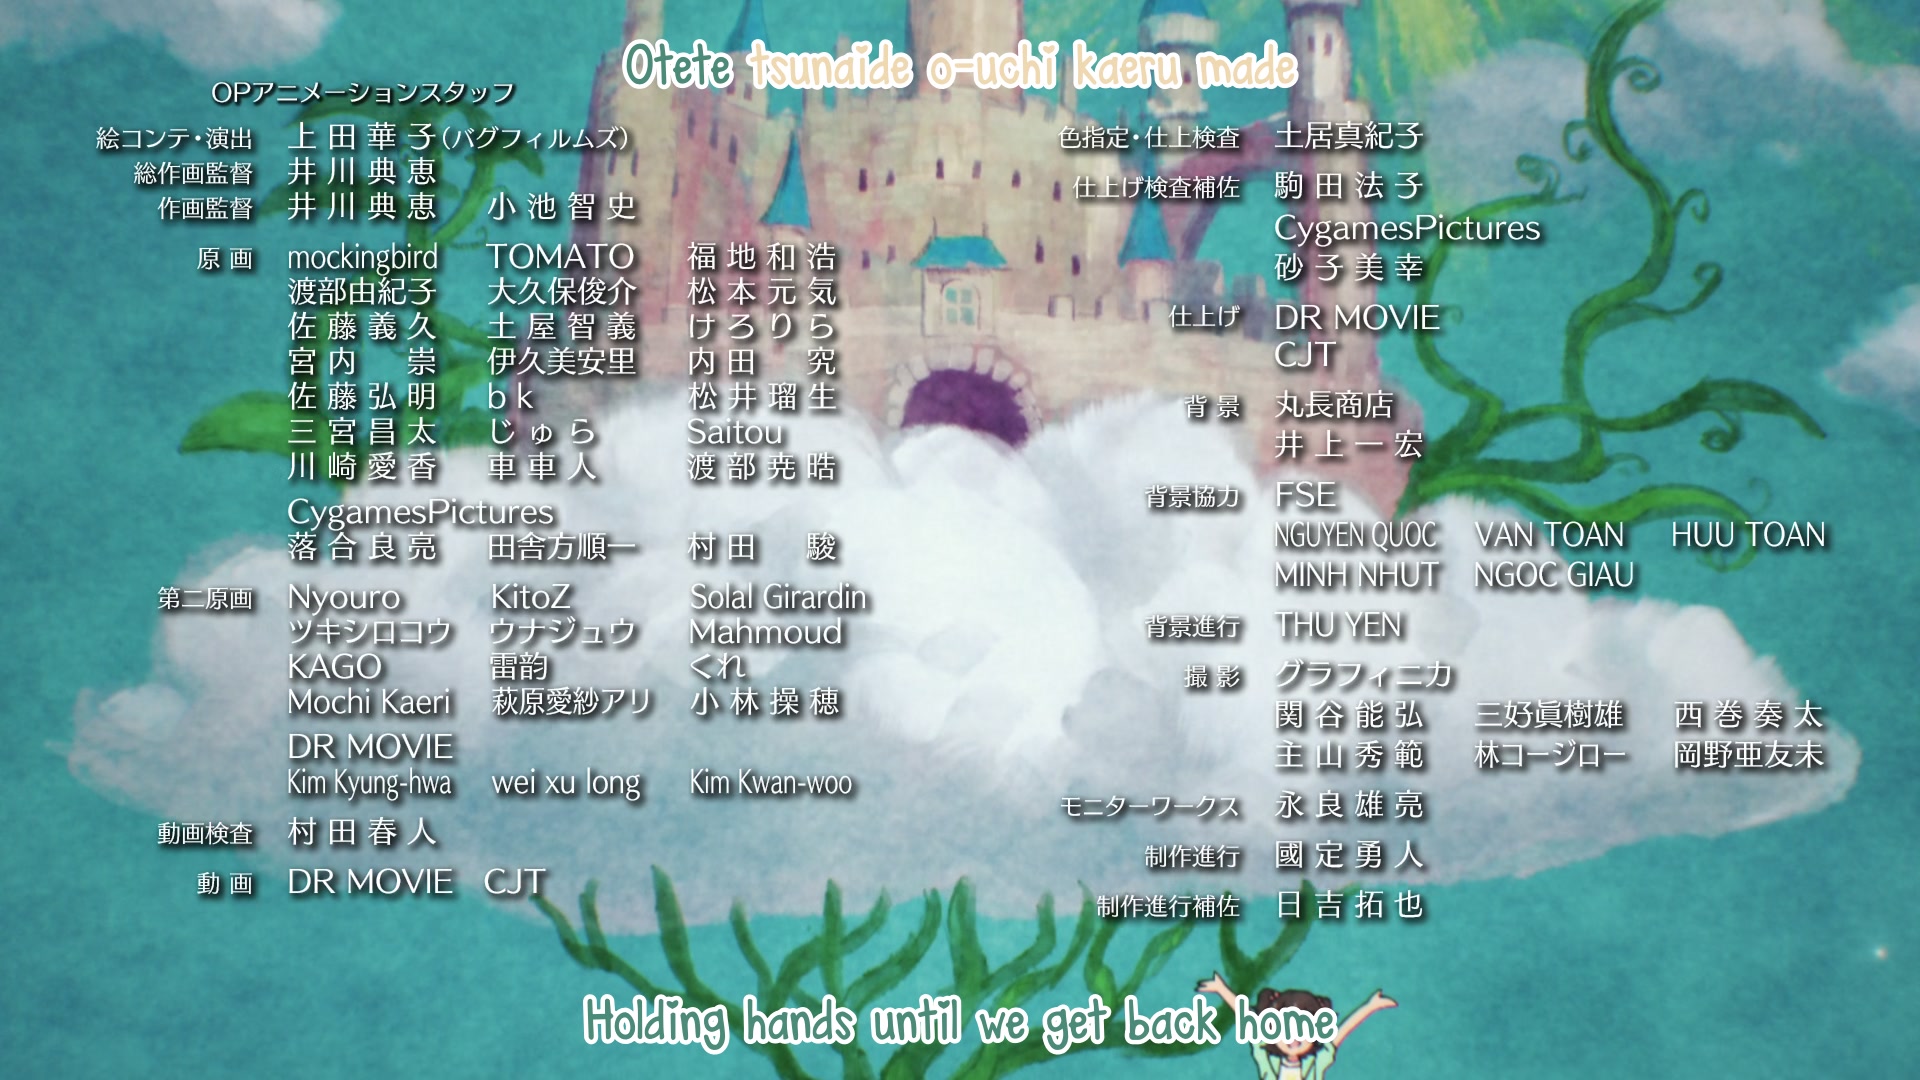 Otete tsunaide o-uchi kaeru made
OPアニメーションスタッフ
絵コンテ・演出 上田華子(バグフィルムズ)
総作画監督 井川典恵
作画監督 井川典恵 小池智史
原画 mockingbird TOMATO 福地和浩
渡部由紀子 大久保俊介 松本元気
佐藤義久 土屋智義 けろりら
宮内崇 伊久美安里 内田究
佐藤弘明 bk 松井瑠生
三宮昌太 じゅら Saitou
川崎愛香 車車人 渡部尭晧
CygamesPictures
落合良亮 田舎方順一 村田駿
第二原画 Nyouro KitoZ Solal Girardin
ツキシロコウ ウナジュウ Mahmoud
KAGO 雷韵 くれ
Mochi Kaeri 萩原愛紗アリ 小林操穂
DR MOVIE
Kim Kyung-hwa wei xu long Kim Kwan-woo
動画検査 村田春人
動画 DR MOVIE CJT
色指定・仕上検査 土居真紀子
仕上げ検査補佐 駒田法子
CygamesPictures
砂子美幸
仕上げ DR MOVIE
CJT
背景 丸長商店
井上一宏
背景協力 FSE
NGUYEN QUOC VAN TOAN HUU TOAN
MINH NHUT NGOC GIAU
背景進行 THU YEN
撮影 グラフィニカ
関谷能弘 三好眞樹雄 西巻奏太
主山秀範 林コージロー 岡野亜友未
モニターワークス 永良雄亮
制作進行 國定勇人
制作進行補佐 日吉拓也
Holding hands until we get back home